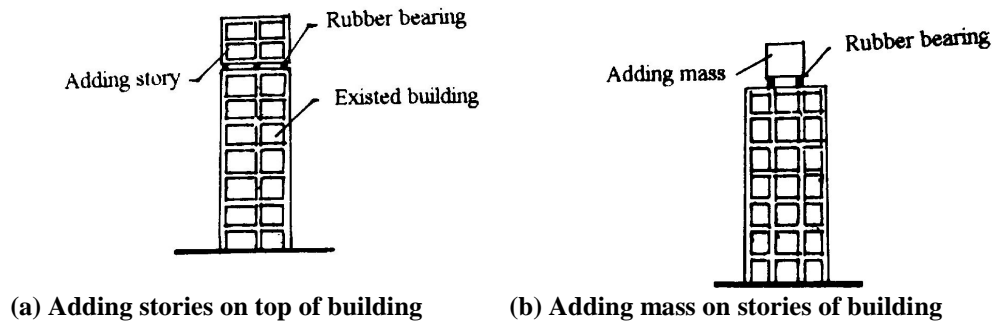 Rubber bearing
Adding story
Existed building
(a) Adding stories on top of building
Rubber bearing
Adding mass
(b) Adding mass on stories of building